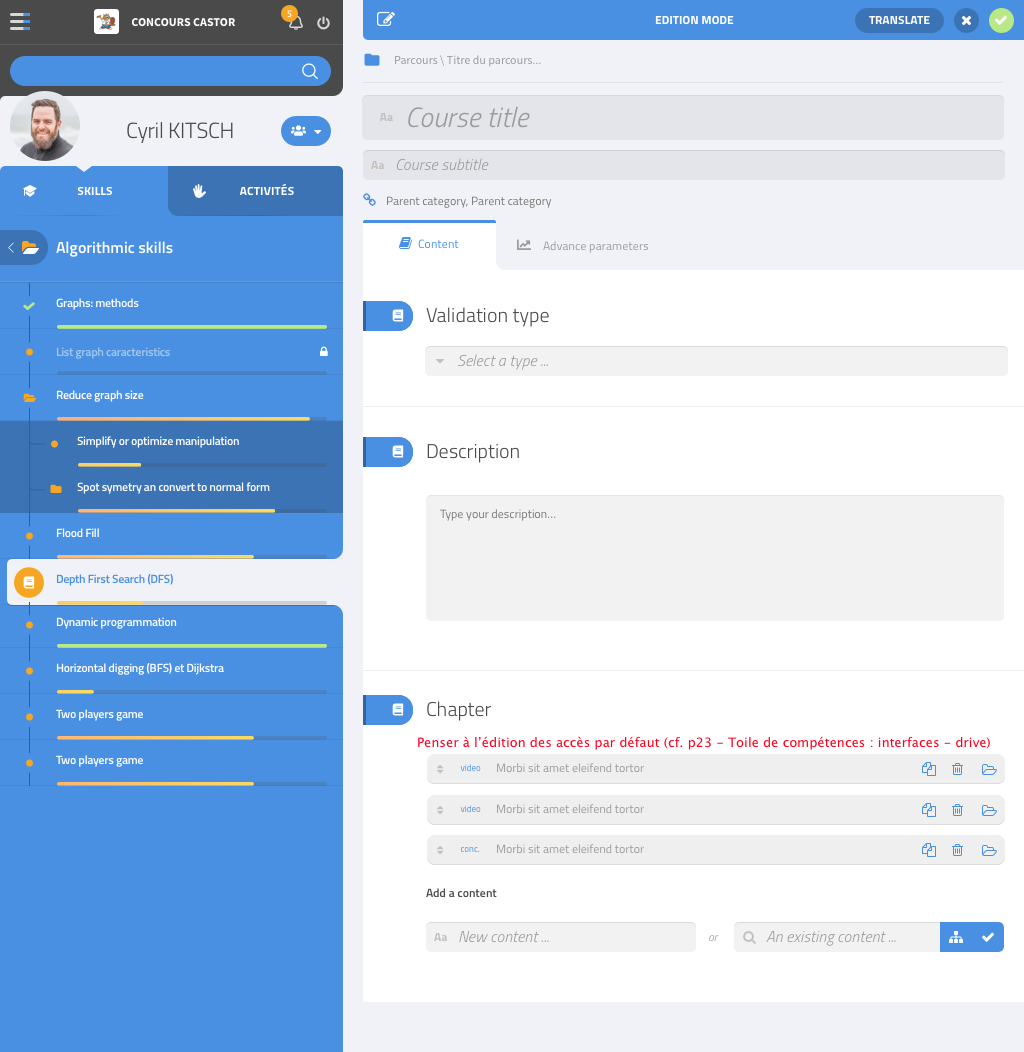 CONCOURS CASTOR
5
Cyril KITSCH
SKILLS
ACTIVITÉS
Algorithmic skills
Graphs: methods
List graph caracteristics
Reduce graph size
Simplify or optimize manipulation
Spot symetry an convert to normal form
Flood Fill
Depth First Search (DFS)
Dynamic programmation
Horizontal digging (BFS) et Dijkstra
Two players game
Two players game
EDITION MODE
TRANSLATE
Parcours \ Titre du parcours...
Aa Course title
Aa Course subtitle
Parent category, Parent category
Content
Advance parameters
Validation type
Select a type ...
Description
Type your description...
Chapter
Penser à l'édition des accès par défaut (cf. p23 – Toile de compétences : interfaces – drive)
video Morbi sit amet eleifend tortor
video Morbi sit amet eleifend tortor
conc. Morbi sit amet eleifend tortor
Add a content
Aa New content ... or An existing content ...